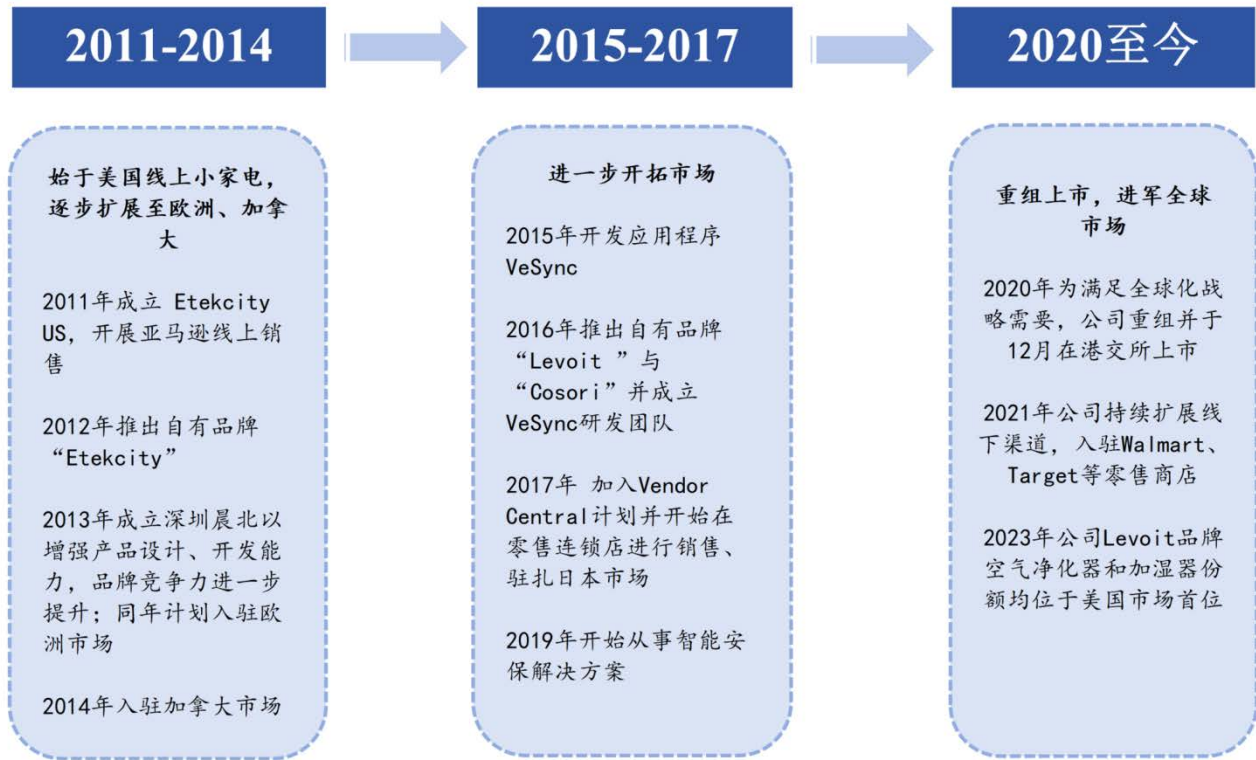 2011-2014
始于美国线上小家电，
逐步扩展至欧洲、加拿
大
2011年成立 Etekcity
US, 开展亚马逊线上销
售
2012年推出自有品牌
“Etekcity”
2013年成立深圳晨北以
增强产品设计、开发能
力，品牌竞争力进一步
提升；同年计划入驻欧
洲市场
2014年入驻加拿大市场
2015-2017
进一步开拓市场
2015年开发应用程序
VeSync
2016年推出自有品牌
“Levoit ”与
“Cosori”并成立
VeSync研发团队
2017年 加入Vendor
Central计划并开始在
零售连锁店进行销售、
驻扎日本市场
2019年开始从事智能安
保解决方案
2020至今
重组上市，进军全球
市场
2020年为满足全球化战
略需要，公司重组并于
12月在港交所上市
2021年公司持续扩展线
下渠道，入驻Walmart、
Target等零售商店
2023年公司Levoit品牌
空气净化器和加湿器份
额均位于美国市场首位